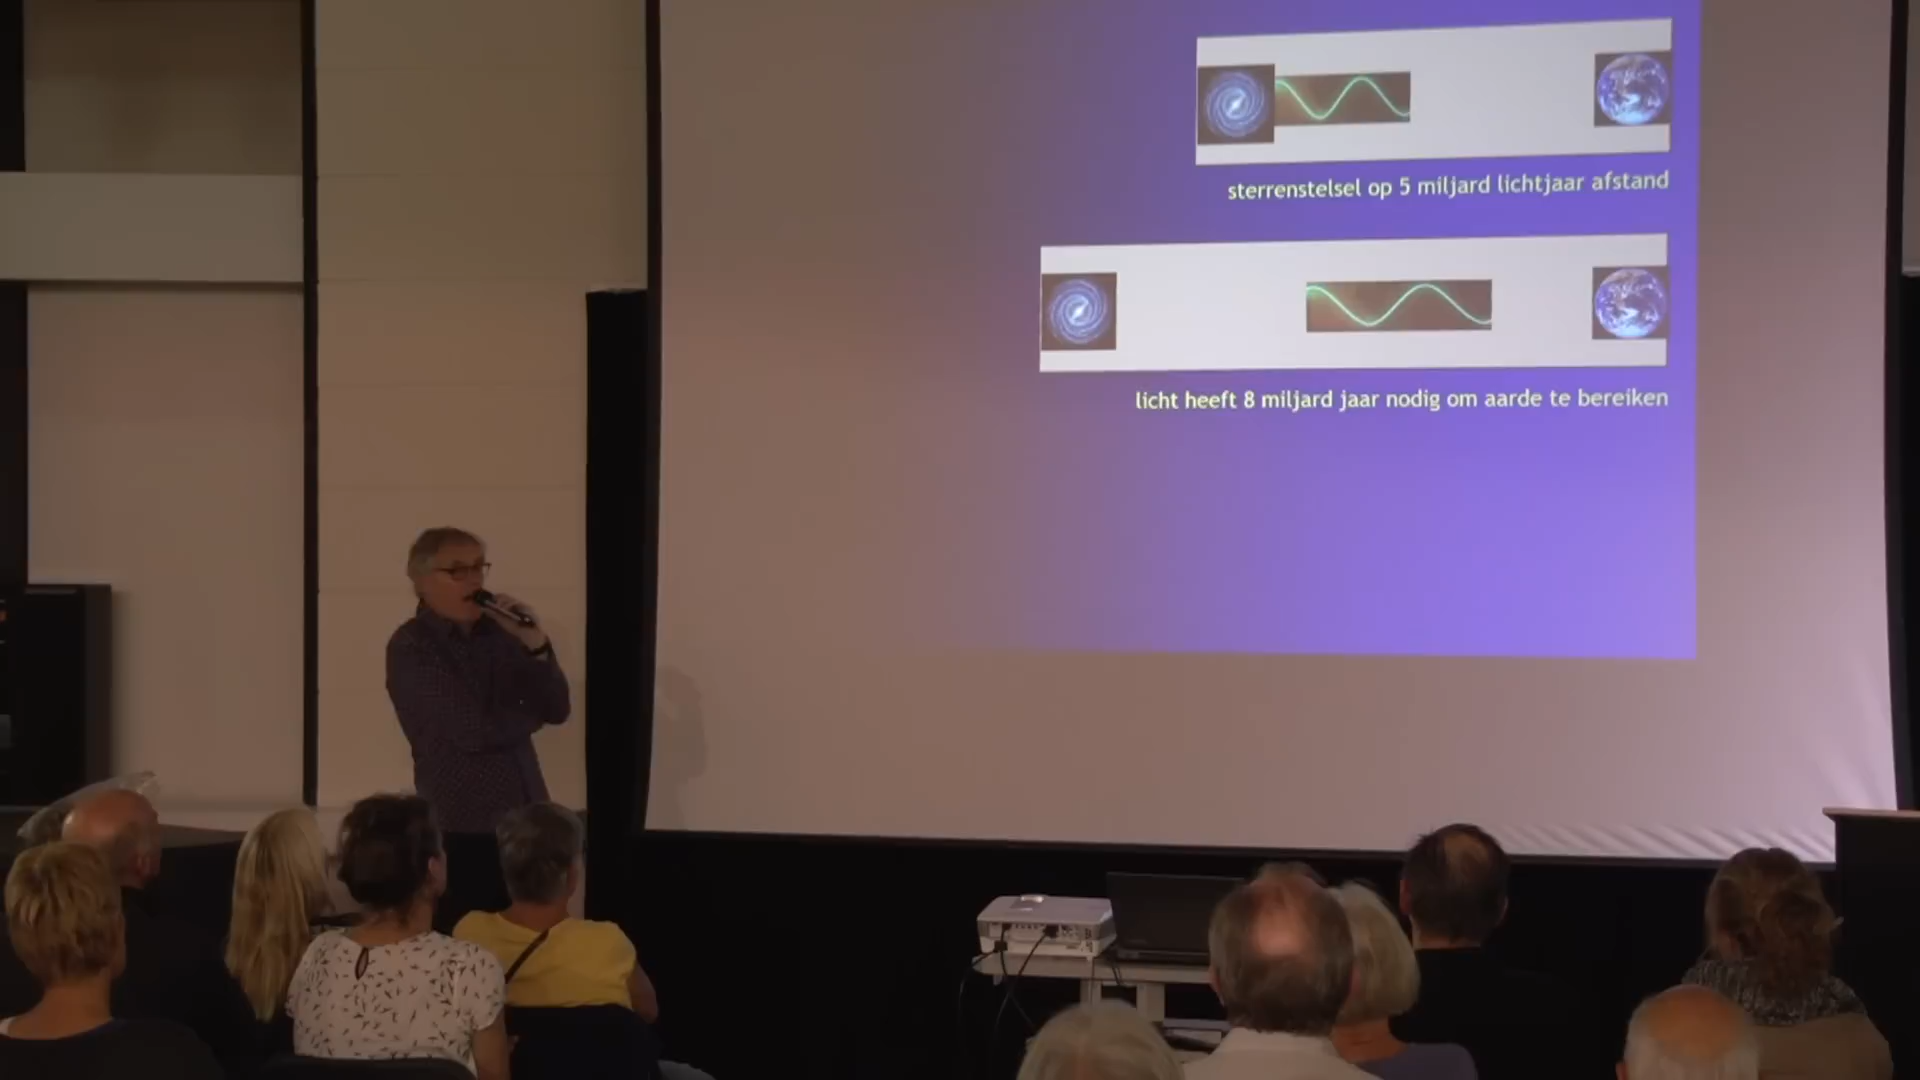 sterrenstelsel op 5 miljard lichtjaar afstand
licht heeft 8 miljard jaar nodig om aarde te bereiken